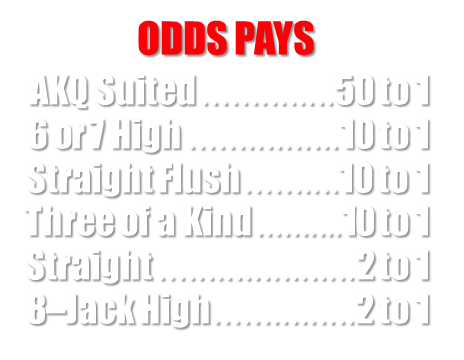 ODDS PAYS
AKQ Suited ..............50 to 1
6 or 7 High ................10 to 1
Straight Flush ..........10 to 1
Three of a Kind ..........10 to 1
Straight .....................2 to 1
8–Jack High...............2 to 1